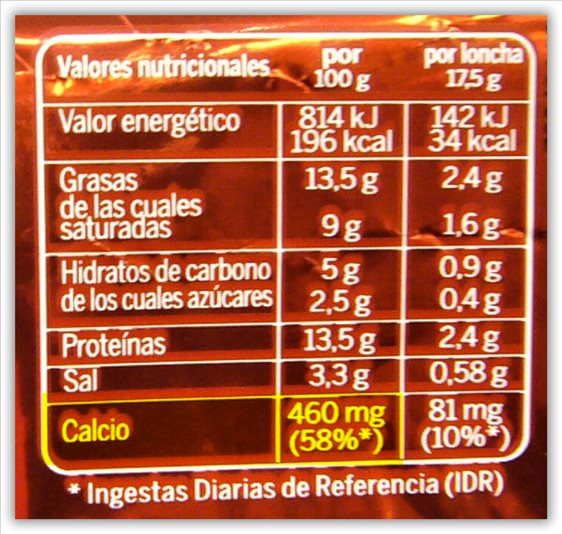 Valores nutricionales por 100 g por loncha 17,5 g
Valor energético 814 kJ 142 kJ
196 kcal 34 kcal
Grasas 13,5 g 2,4 g
de las cuales
saturadas 9 g 1,6 g
Hidratos de carbono 5 g 0,9 g
de los cuales azúcares 2,5 g 0,4 g
Proteínas 13,5 g 2,4 g
Sal 3,3 g 0,58 g
Calcio 460 mg 81 mg
(58%*) (10%*)
* Ingestas Diarias de Referencia (IDR)